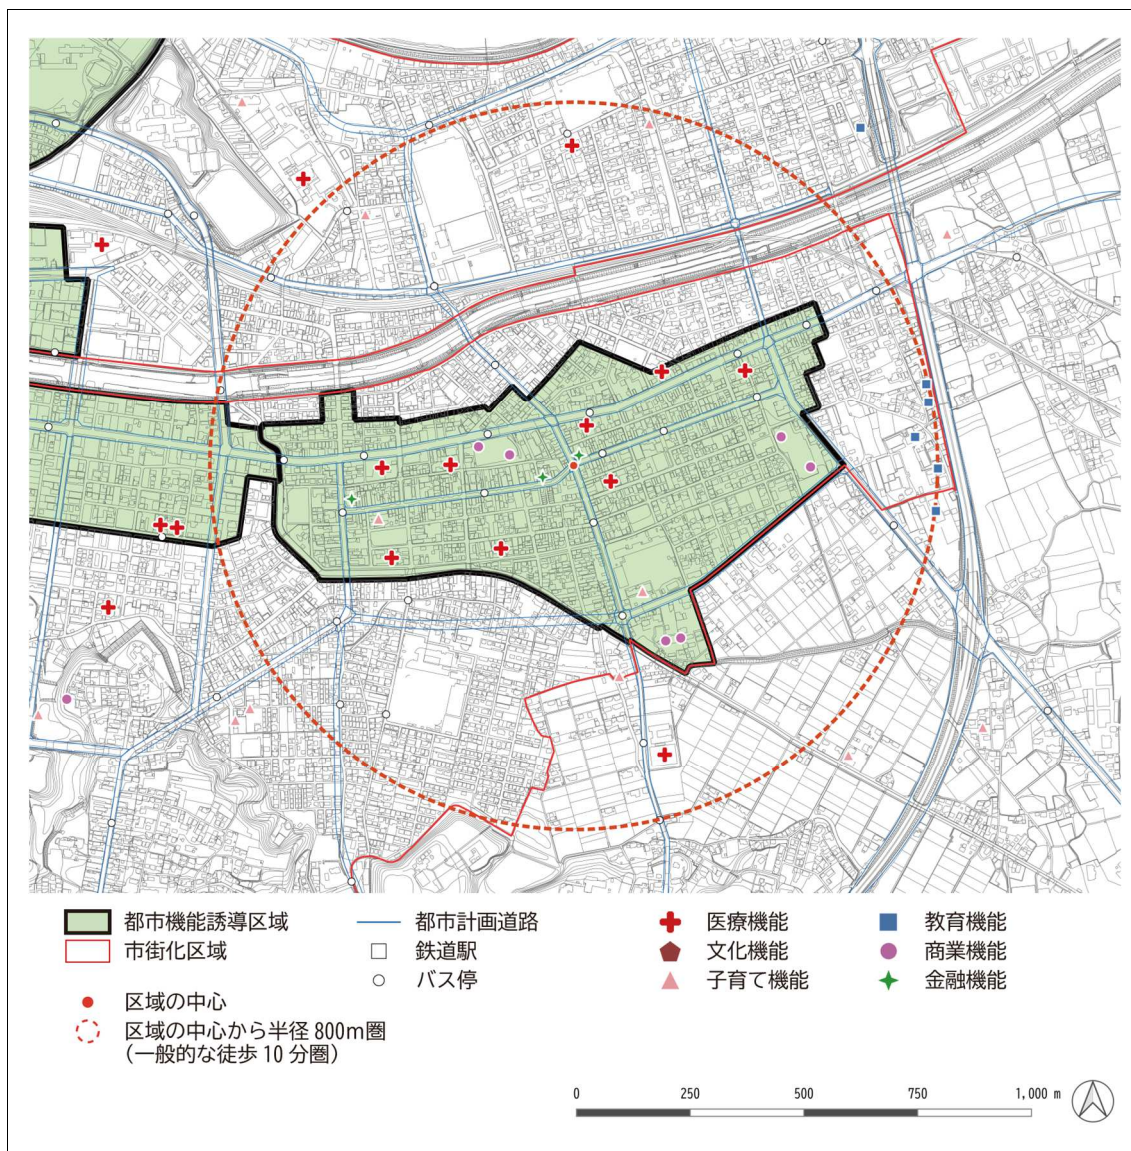 都市機能誘導区域
市街化区域
区域の中心
区域の中心から半径 800m圏
(一般的な徒歩 10 分圏)
都市計画道路
鉄道駅
バス停
医療機能
文化機能
子育て機能
教育機能
商業機能
金融機能
0 250 500 750 1,000 m